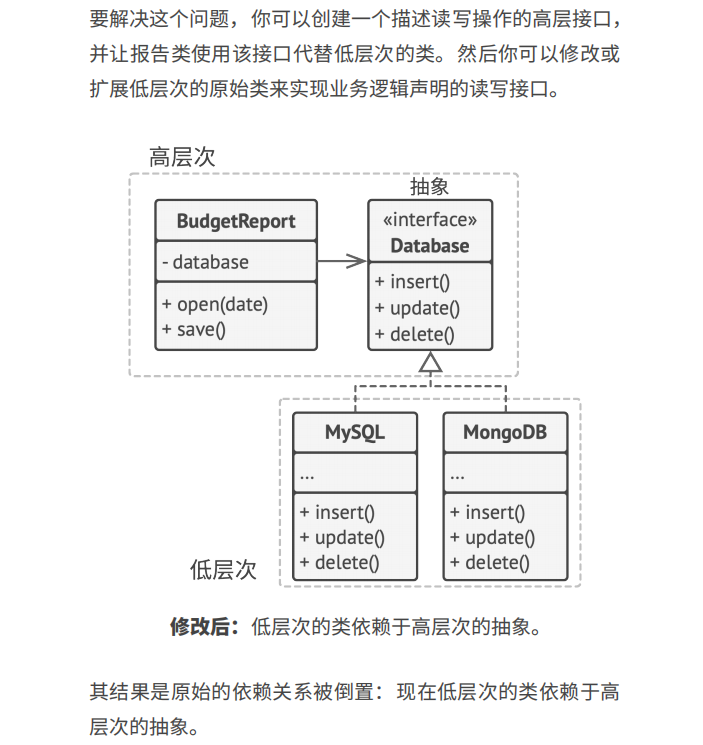 要解决这个问题，你可以创建一个描述读写操作的高层接口，
并让报告类使用该接口代替低层次的类。然后你可以修改或
扩展低层次的原始类来实现业务逻辑声明的读写接口。
高层次
抽象
BudgetReport
- database
+ open(date)
+ save()
«interface»
Database
+ insert()
+ update()
+ delete()
MySQL
...
+ insert()
+ update()
+ delete()
MongoDB
...
+ insert()
+ update()
+ delete()
低层次
修改后：低层次的类依赖于高层次的抽象。
其结果是原始的依赖关系被倒置：现在低层次的类依赖于高
层次的抽象。